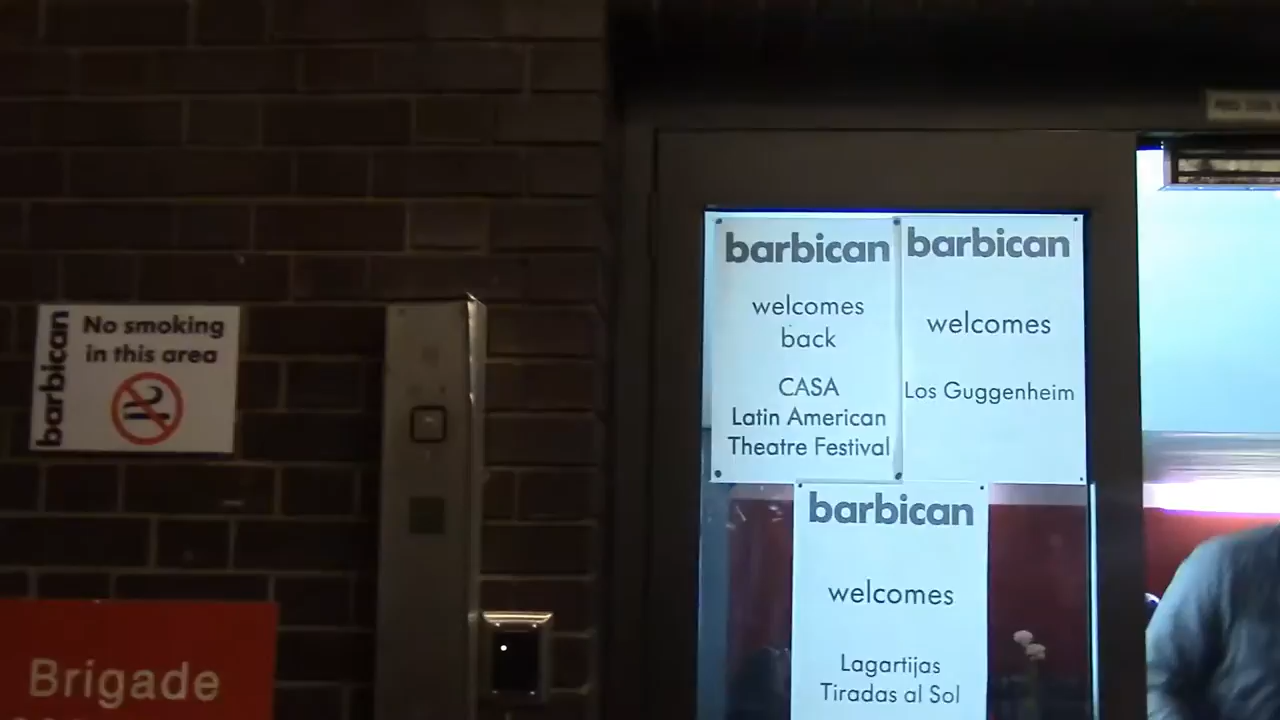 barbican
No smoking
in this area
Brigade
barbican
welcomes
back
CASA
Latin American
Theatre Festival
barbican
welcomes
Los Guggenheim
barbican
welcomes
Lagartijas
Tiradas al Sol